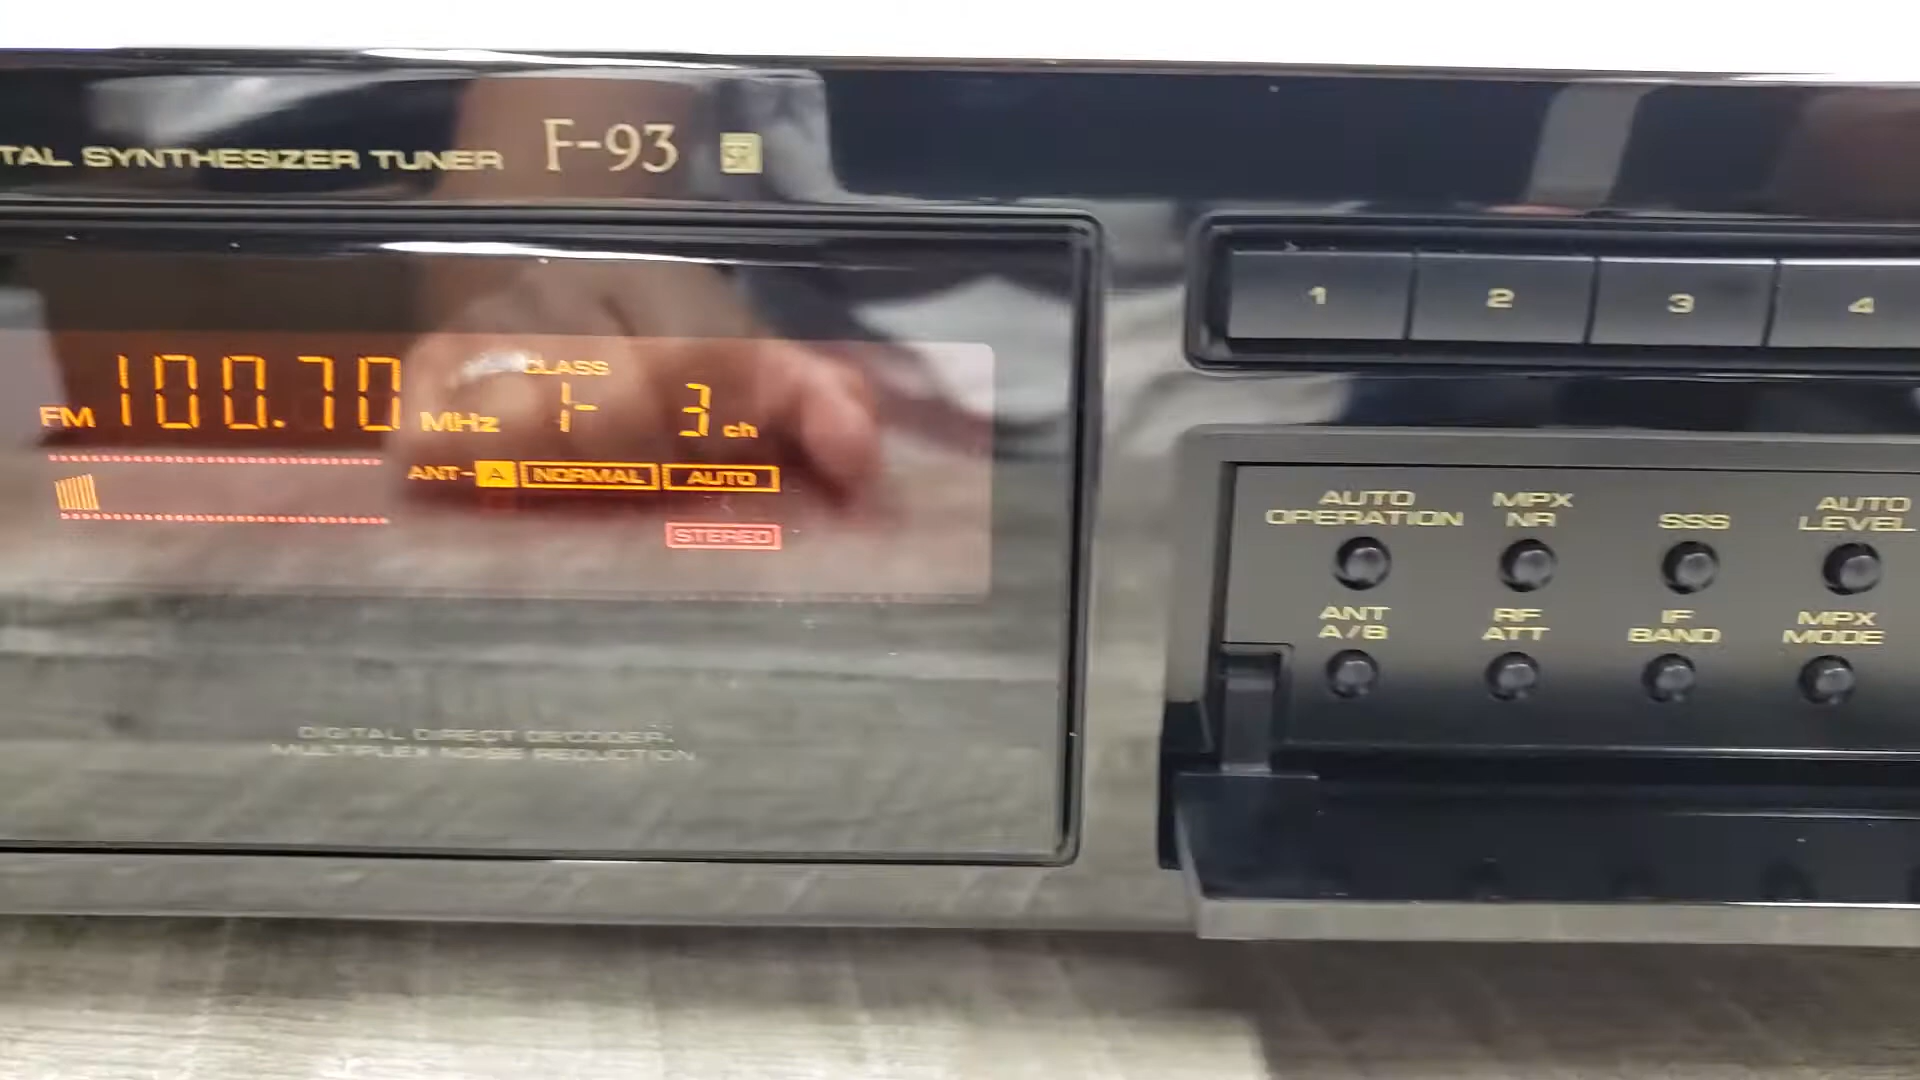 TAL SYNTHESIZER TUNER F-93 SR
1 2 3 4
FM 100.70 MHz CLASS 1- 3 ch
ANT-A NORMAL AUTO
STEREO
AUTO OPERATION
MPX NR
SSS
AUTO LEVEL
ANT A/B
RF ATT
IF BAND
MPX MODE
DIGITAL DIRECT DECODER.
MULTIPLEX NOISE REDUCTION